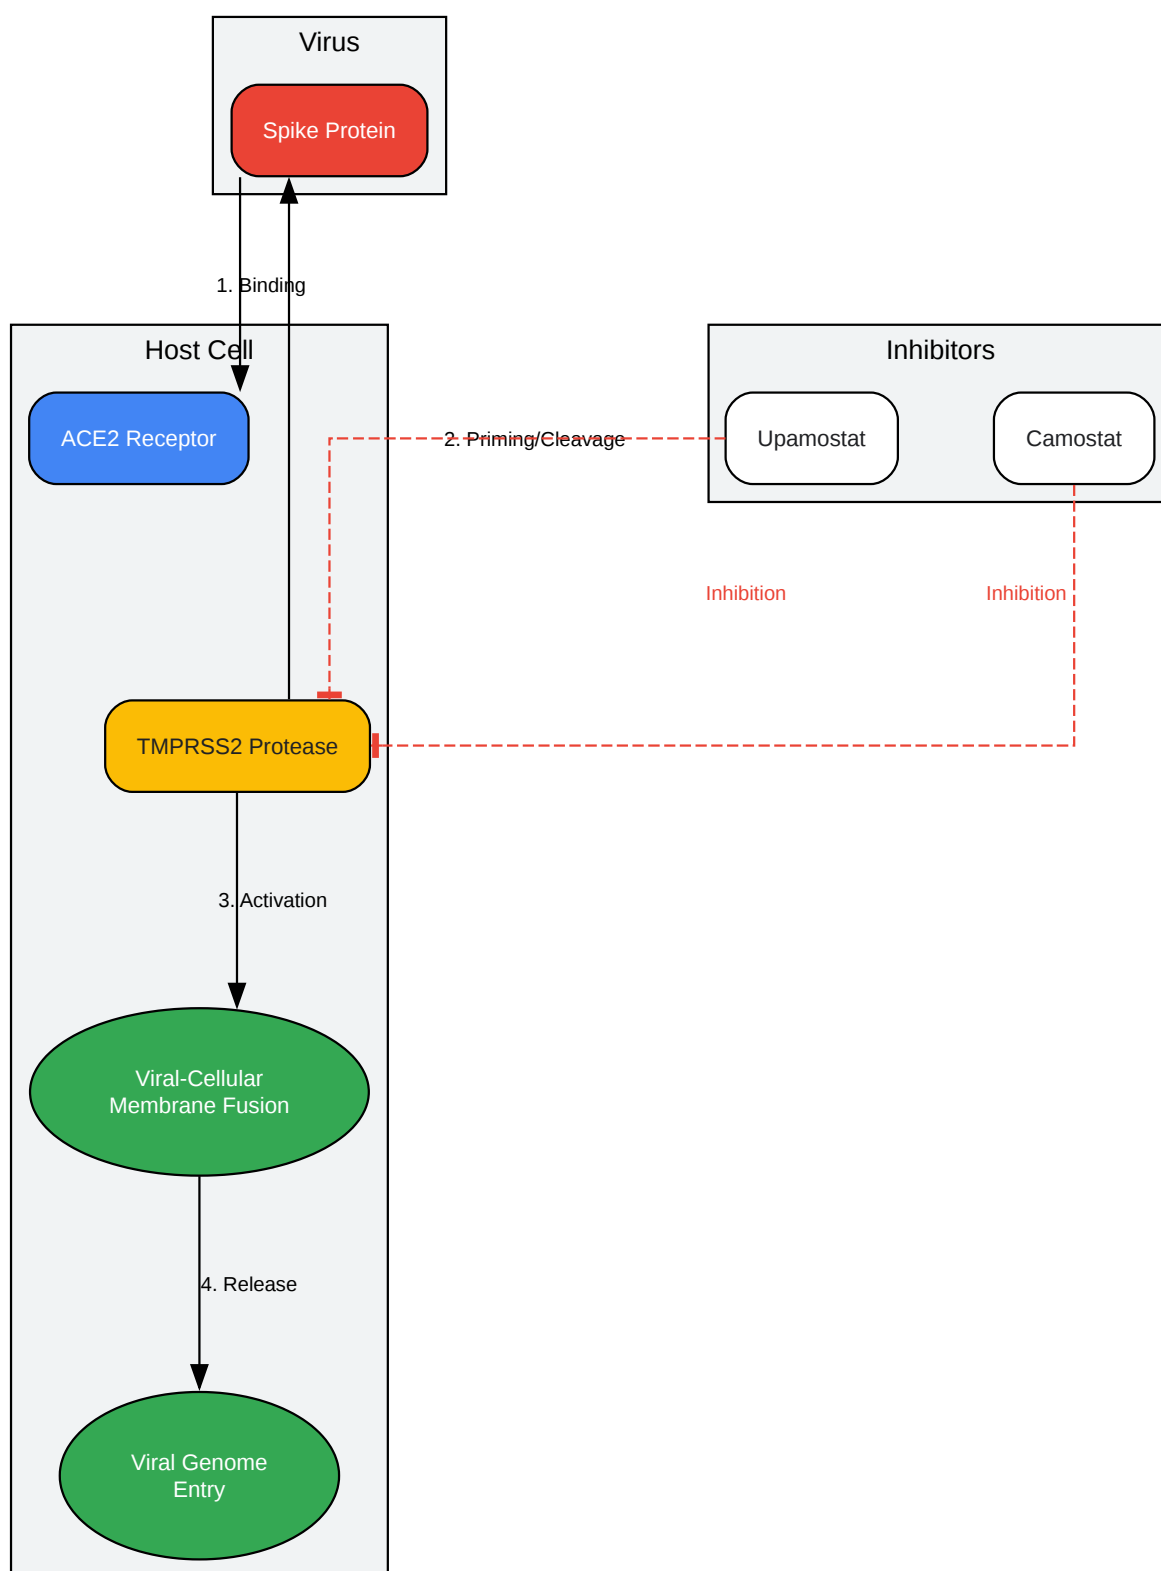 Virus
Spike Protein
1. Binding
Host Cell
Inhibitors
ACE2 Receptor
2. Priming/Cleavage
Upamostat
Camostat
Inhibition
Inhibition
TMPRSS2 Protease
3. Activation
Viral-Cellular
Membrane Fusion
4. Release
Viral Genome
Entry